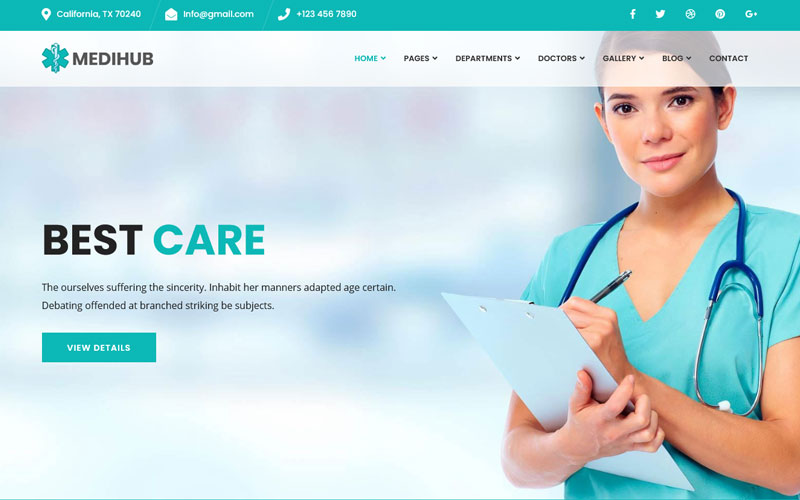 California, TX 70240
Info@gmail.com
+123 456 7890
MEDIHUB
HOME
PAGES
DEPARTMENTS
DOCTORS
GALLERY
BLOG
CONTACT
BEST CARE
The ourselves suffering the sincerity. Inhabit her manners adapted age certain.
Debating offended at branched striking be subjects.
VIEW DETAILS